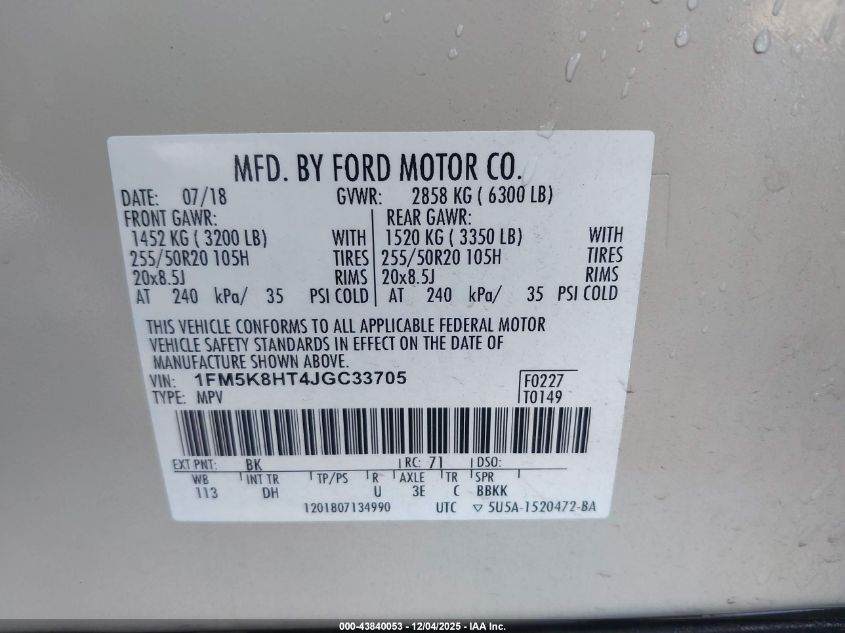 MFD. BY FORD MOTOR CO.
DATE: 07/18 GVWR: 2858 KG ( 6300 LB)
FRONT GAWR: REAR GAWR:
1452 KG ( 3200 LB) WITH 1520 KG ( 3350 LB) WITH
255/50R20 105H TIRES 255/50R20 105H TIRES
20x8.5J RIMS 20x8.5J RIMS
AT 240 kPa/ 35 PSI COLD AT 240 kPa/ 35 PSI COLD
THIS VEHICLE CONFORMS TO ALL APPLICABLE FEDERAL MOTOR
VEHICLE SAFETY STANDARDS IN EFFECT ON THE DATE OF
MANUFACTURE SHOWN ABOVE.
VIN: 1FM5K8HT4JGC33705 F0227
TYPE: MPV T0149
EXT PNT: BK RC: 71 DSO:
WB INT TR TP/PS R AXLE TR SPR
113 DH U 3E C BBKK
1201807134990 UTC ▽ 5U5A-1520472-BA
000-43840053 - 12/04/2025 - IAA Inc.